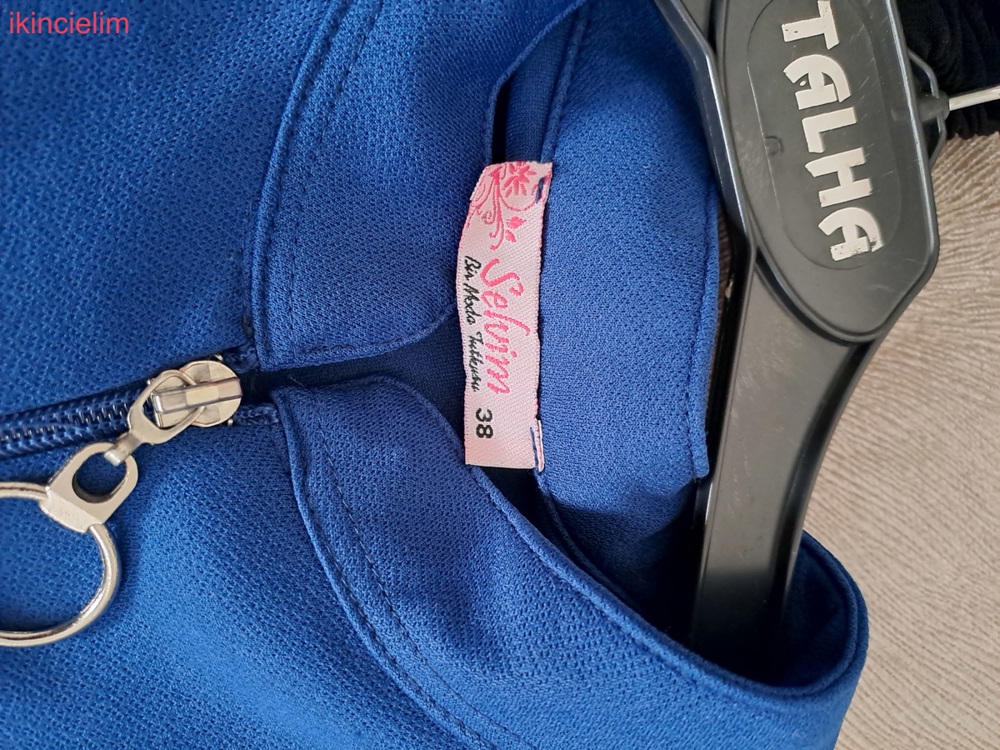 ikincielim
TALHA
Selvim
Bir Moda Tutkusu
38